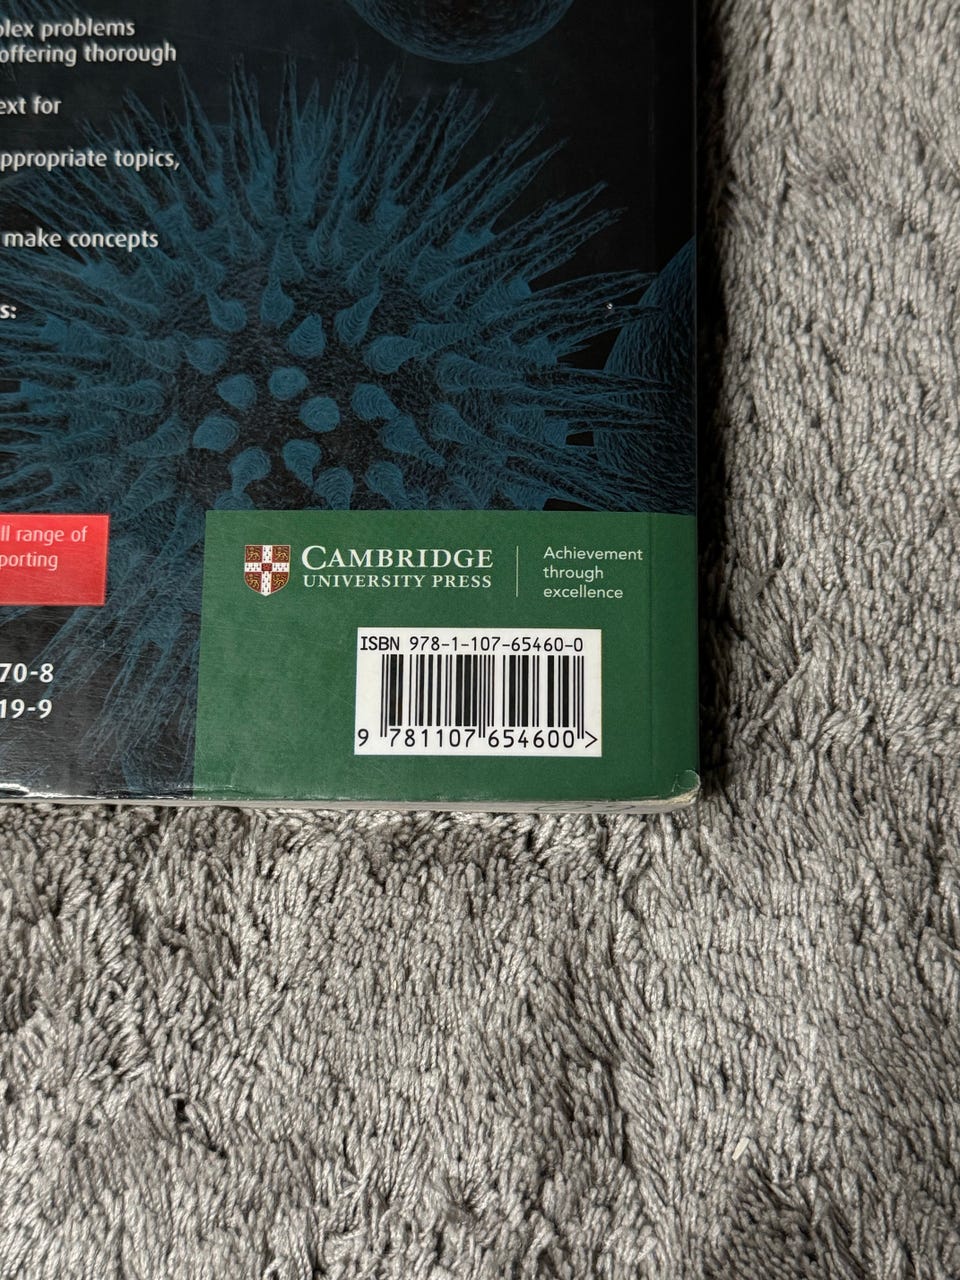 plex problems
offering thorough
ext for
ppropriate topics,
make concepts
s:
ll range of
porting
70-8
19-9
CAMBRIDGE
UNIVERSITY PRESS
Achievement
through
excellence
ISBN 978-1-107-65460-0
9 781107 654600 >